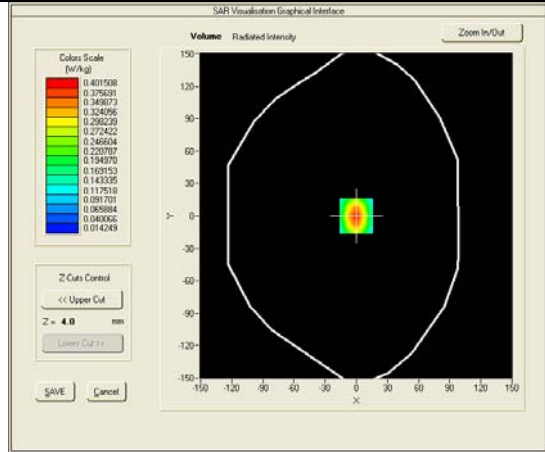 SAR Visualisation Graphical Interface
Volume Radiated Intensity
Zoom In/Out
Colors Scale
(W/kg)
0.401508
0.375691
0.349873
0.324056
0.298239
0.272422
0.246604
0.220787
0.194970
0.169153
0.143335
0.117518
0.091701
0.065884
0.040066
0.014249
Z Cuts Control
<< Upper Cut
Z = 4.0 mm
Lower Cut >>
SAVE Cancel
150-
120-
90-
60-
30-
0-
-30-
-60-
-90-
-120-
-150-
Y
-150 -120 -90 -60 -30 0 30 60 90 120 150
X